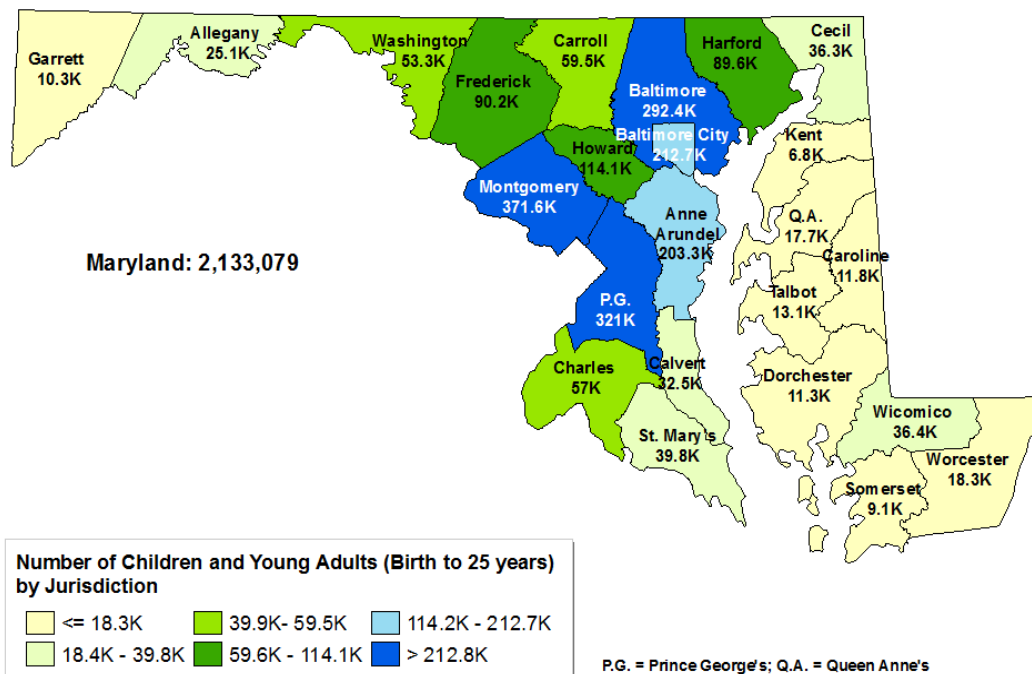 Garrett
10.3K
Allegany
25.1K
Washington
53.3K
Frederick
90.2K
Carroll
59.5K
Baltimore
292.4K
Baltimore City
212.7K
Harford
89.6K
Cecil
36.3K
Howard
114.1K
Montgomery
371.6K
Anne
Arundel
203.3K
Kent
6.8K
Q.A.
17.7K
Caroline
11.8K
Talbot
13.1K
Maryland: 2,133,079
P.G.
321K
Charles
57K
Calvert
32.5K
St. Mary's
39.8K
Dorchester
11.3K
Wicomico
36.4K
Worcester
18.3K
Somerset
9.1K
Number of Children and Young Adults (Birth to 25 years)
by Jurisdiction
<= 18.3K
39.9K- 59.5K
114.2K - 212.7K
18.4K - 39.8K
59.6K - 114.1K
> 212.8K
P.G. = Prince George's; Q.A. = Queen Anne's